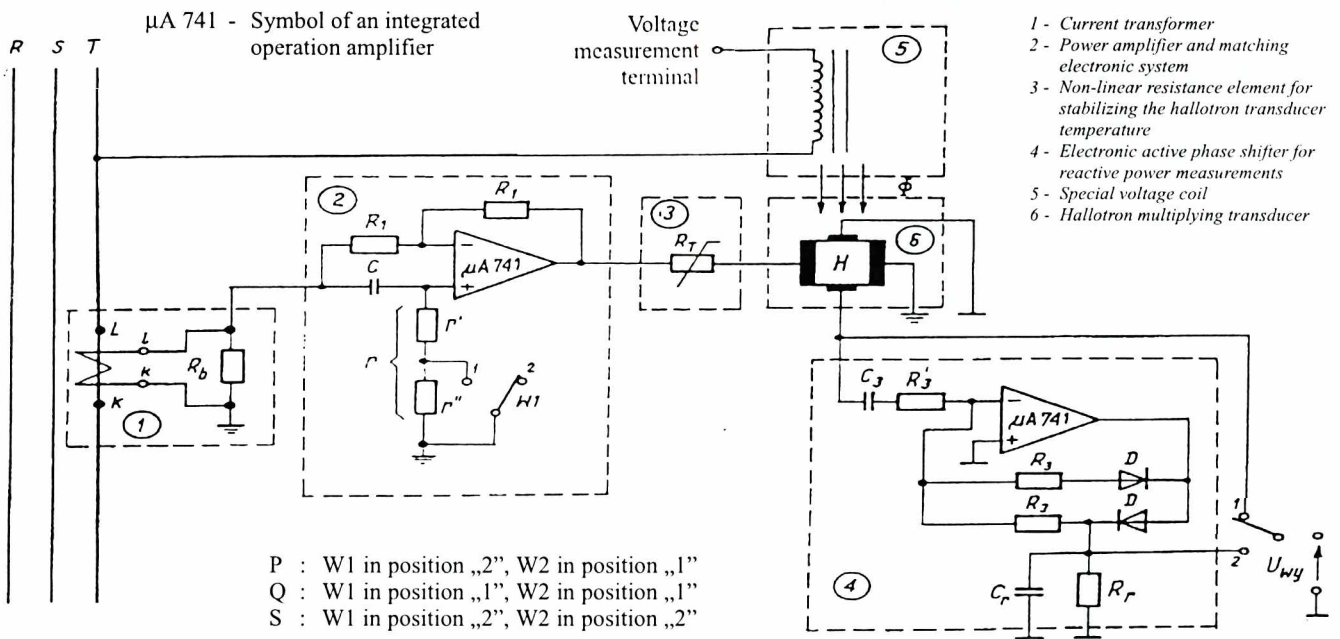 μA 741 - Symbol of an integrated
operation amplifier
R S T
Voltage
measurement
terminal
5
1 - Current transformer
2 - Power amplifier and matching
electronic system
3 - Non-linear resistance element for
stabilizing the hallotron transducer
temperature
4 - Electronic active phase shifter for
reactive power measurements
5 - Special voltage coil
6 - Hallotron multiplying transducer
Φ
2
R1
R1
C
μA741
r'
r
r"
1
2
W1
3
RT
6
H
L
l
k
K
Rb
1
C3
R'3
μA741
R3
D
R3
D
4
Cr
Rr
1
2
Uwy
P : W1 in position „2”, W2 in position „1”
Q : W1 in position „1”, W2 in position „1”
S : W1 in position „2”, W2 in position „2”